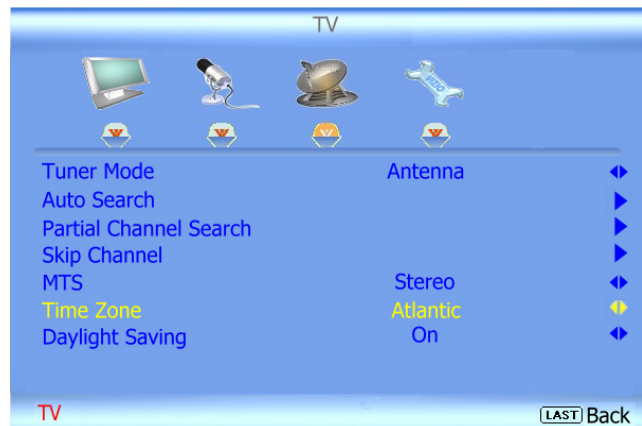 TV
VIZIO
Tuner Mode Antenna
Auto Search
Partial Channel Search
Skip Channel
MTS Stereo
Time Zone Atlantic
Daylight Saving On
TV LAST Back